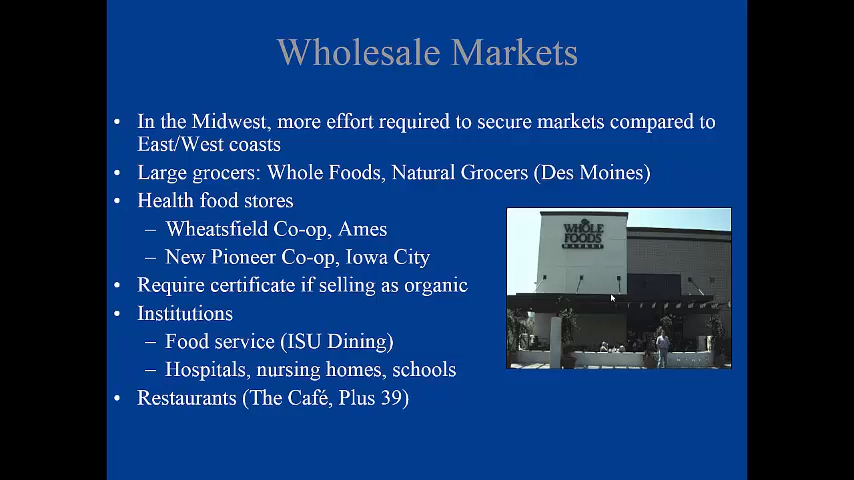 Wholesale Markets
• In the Midwest, more effort required to secure markets compared to
East/West coasts
• Large grocers: Whole Foods, Natural Grocers (Des Moines)
• Health food stores
– Wheatsfield Co-op, Ames
– New Pioneer Co-op, Iowa City
• Require certificate if selling as organic
• Institutions
– Food service (ISU Dining)
– Hospitals, nursing homes, schools
• Restaurants (The Café, Plus 39)
WHOLE
FOODS
MARKET